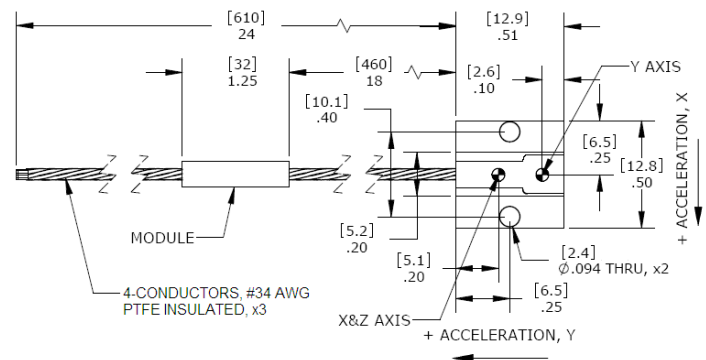 [610]
24
[12.9]
.51
[32]
1.25
[460]
18
[2.6]
.10
Y AXIS
[10.1]
.40
[6.5]
.25
[12.8]
.50
+ ACCELERATION, X
MODULE
[5.2]
.20
[5.1]
.20
[2.4]
Ø.094 THRU, x2
[6.5]
.25
4-CONDUCTORS, #34 AWG
PTFE INSULATED, x3
X&Z AXIS
+ ACCELERATION, Y